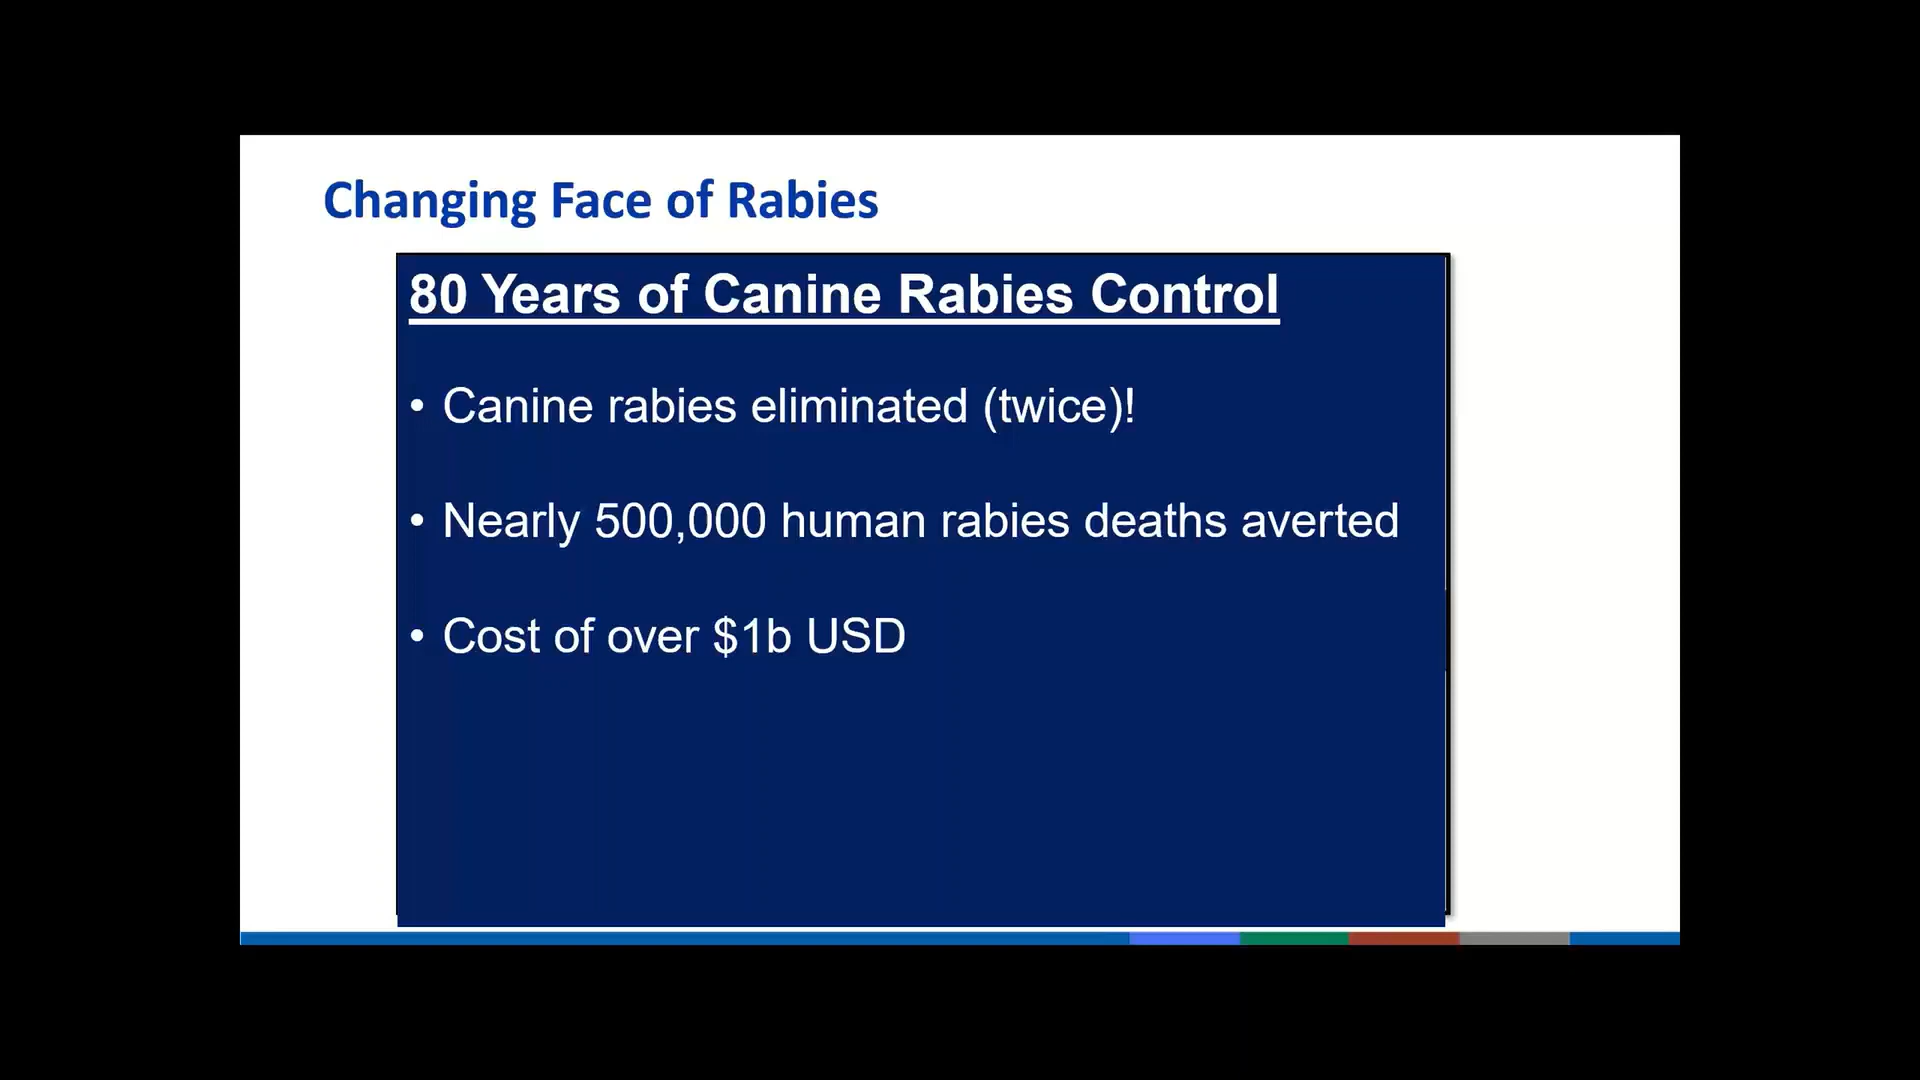 Changing Face of Rabies
80 Years of Canine Rabies Control
• Canine rabies eliminated (twice)!
• Nearly 500,000 human rabies deaths averted
• Cost of over $1b USD